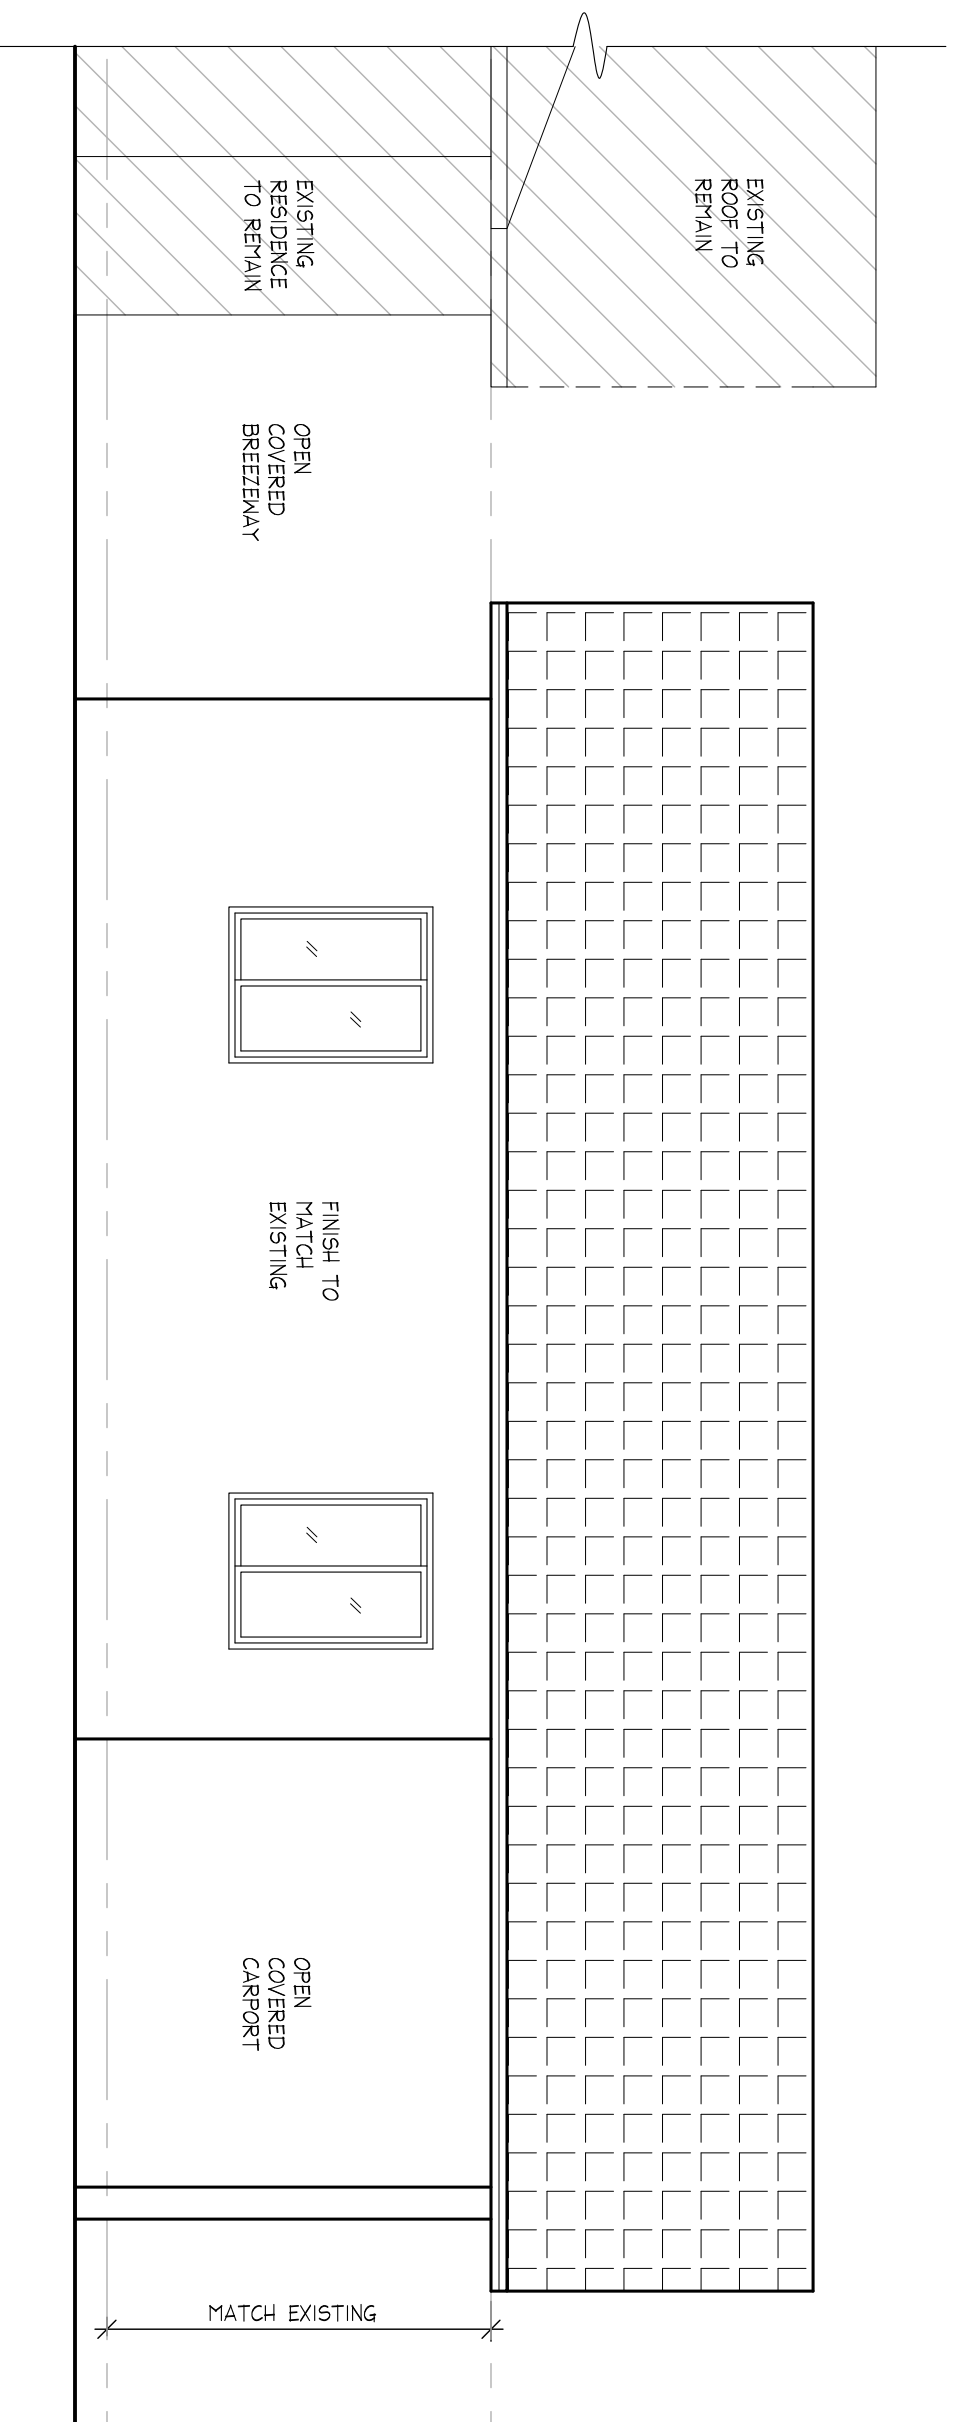 EXISTING
ROOF TO
REMAIN
EXISTING
RESIDENCE
TO REMAIN
OPEN
COVERED
BREEZEWAY
FINISH TO
MATCH
EXISTING
OPEN
COVERED
CARPORT
MATCH EXISTING